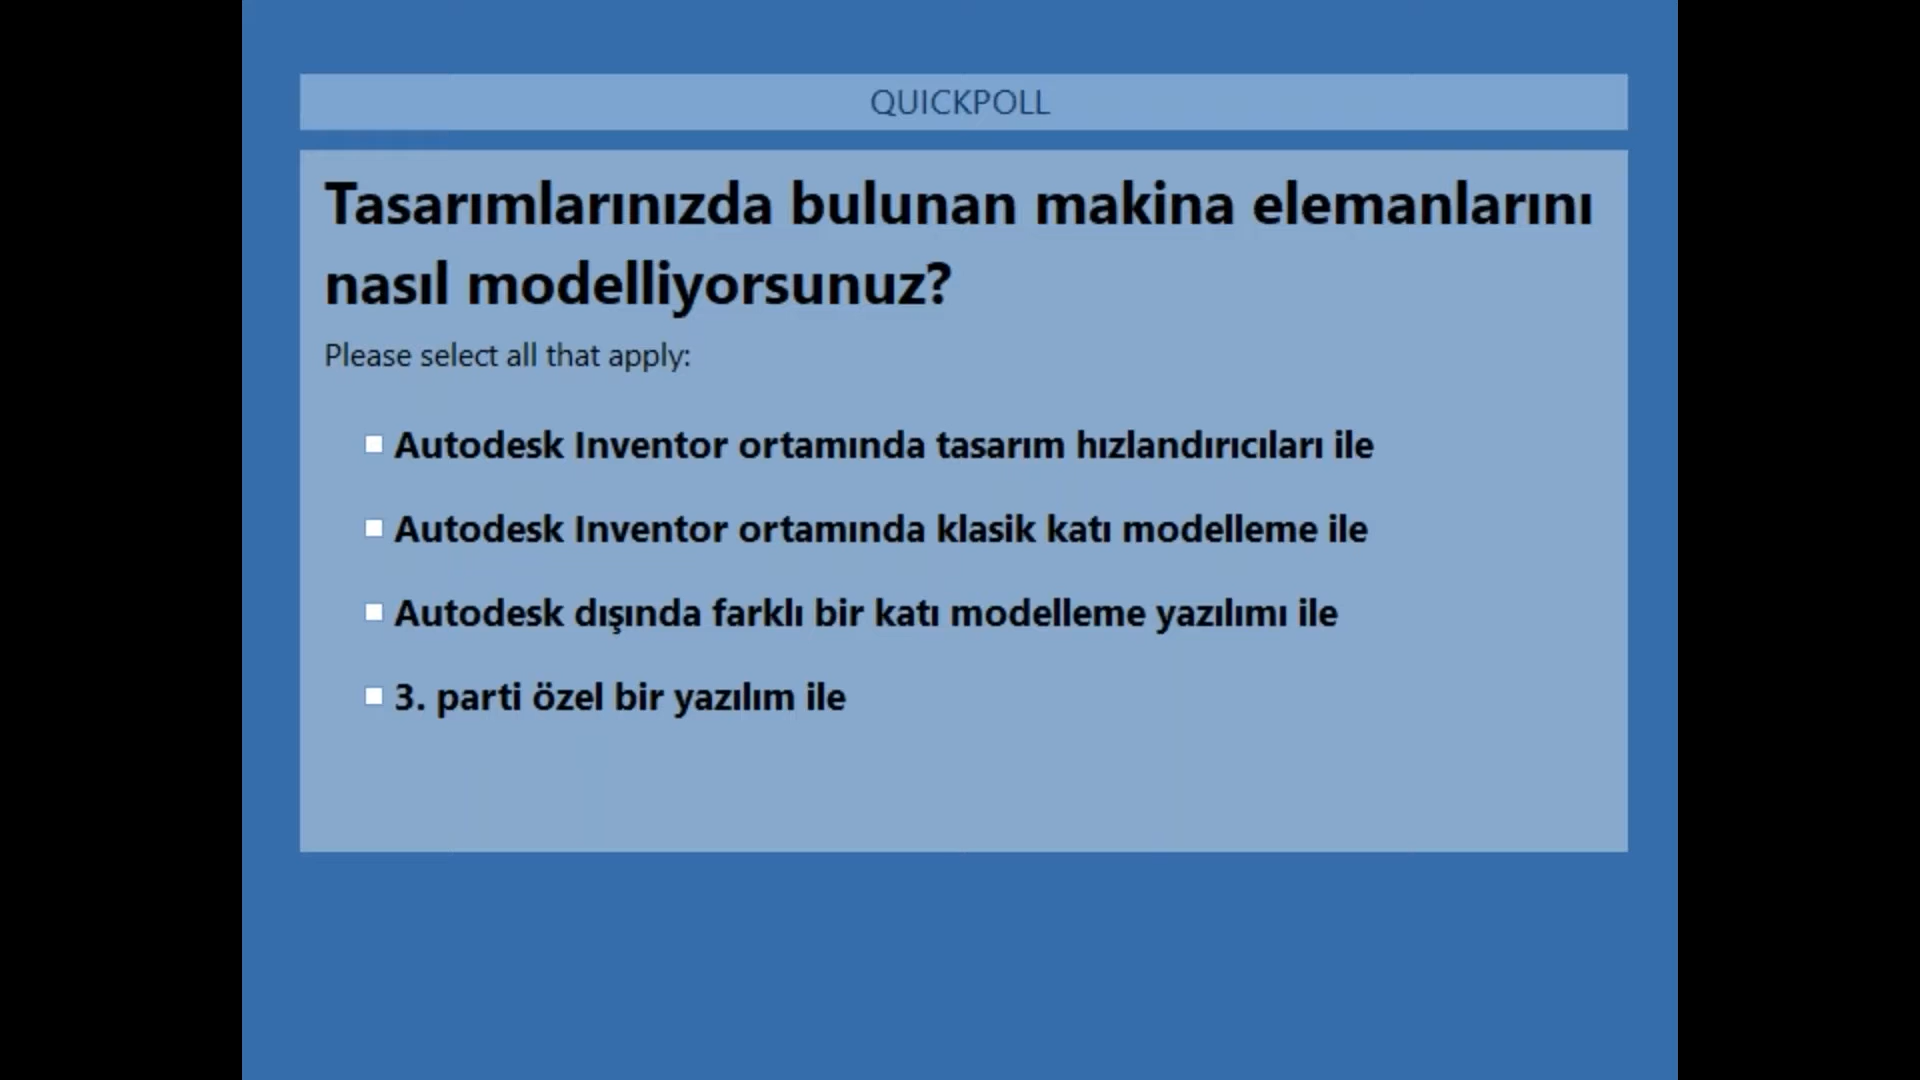 QUICKPOLL
Tasarımlarınızda bulunan makina elemanlarını
nasıl modelliyorsunuz?
Please select all that apply:
Autodesk Inventor ortamında tasarım hızlandırıcıları ile
Autodesk Inventor ortamında klasik katı modelleme ile
Autodesk dışında farklı bir katı modelleme yazılımı ile
3. parti özel bir yazılım ile